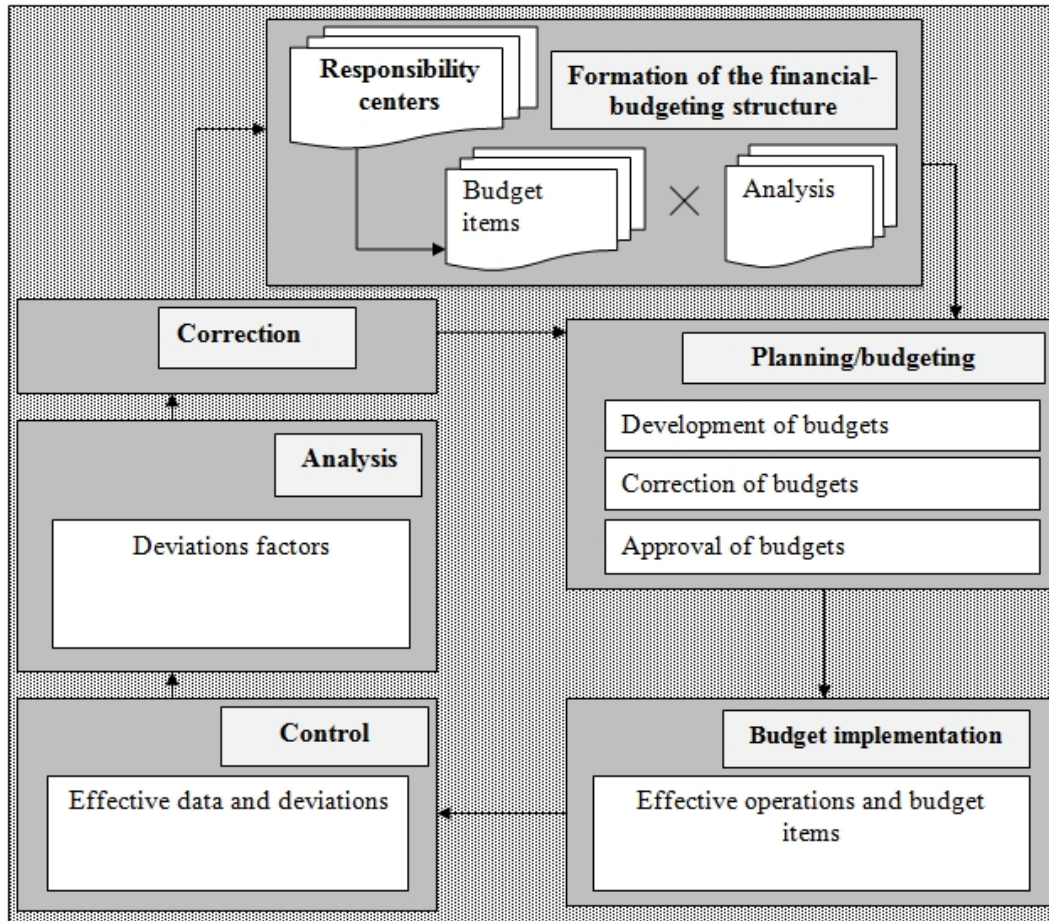 Responsibility
centers
Formation of the financial-
budgeting structure
Budget
items
Analysis
Correction
Planning/budgeting
Development of budgets
Correction of budgets
Approval of budgets
Analysis
Deviations factors
Control
Effective data and deviations
Budget implementation
Effective operations and budget
items